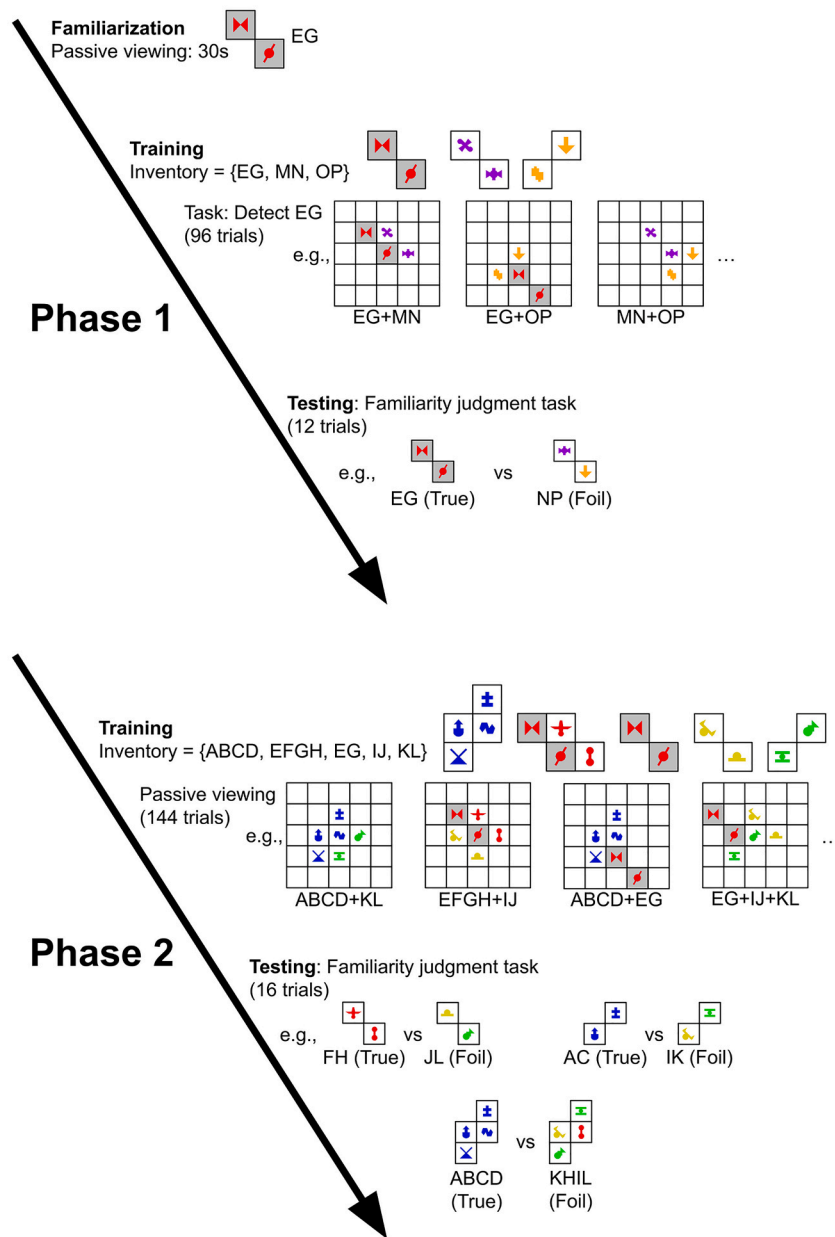 Familiarization
EG
Passive viewing: 30s
Training
Inventory = {EG, MN, OP}
Task: Detect EG
(96 trials)
e.g.,
...
EG+MN
EG+OP
MN+OP
Phase 1
Testing: Familiarity judgment task
(12 trials)
e.g.,
vs
EG (True)
NP (Foil)
Training
Inventory = {ABCD, EFGH, EG, IJ, KL}
Passive viewing
(144 trials)
e.g.,
..
ABCD+KL
EFGH+IJ
ABCD+EG
EG+IJ+KL
Phase 2
Testing: Familiarity judgment task
(16 trials)
e.g.,
vs
vs
FH (True)
JL (Foil)
AC (True)
IK (Foil)
vs
ABCD
(True)
KHIL
(Foil)